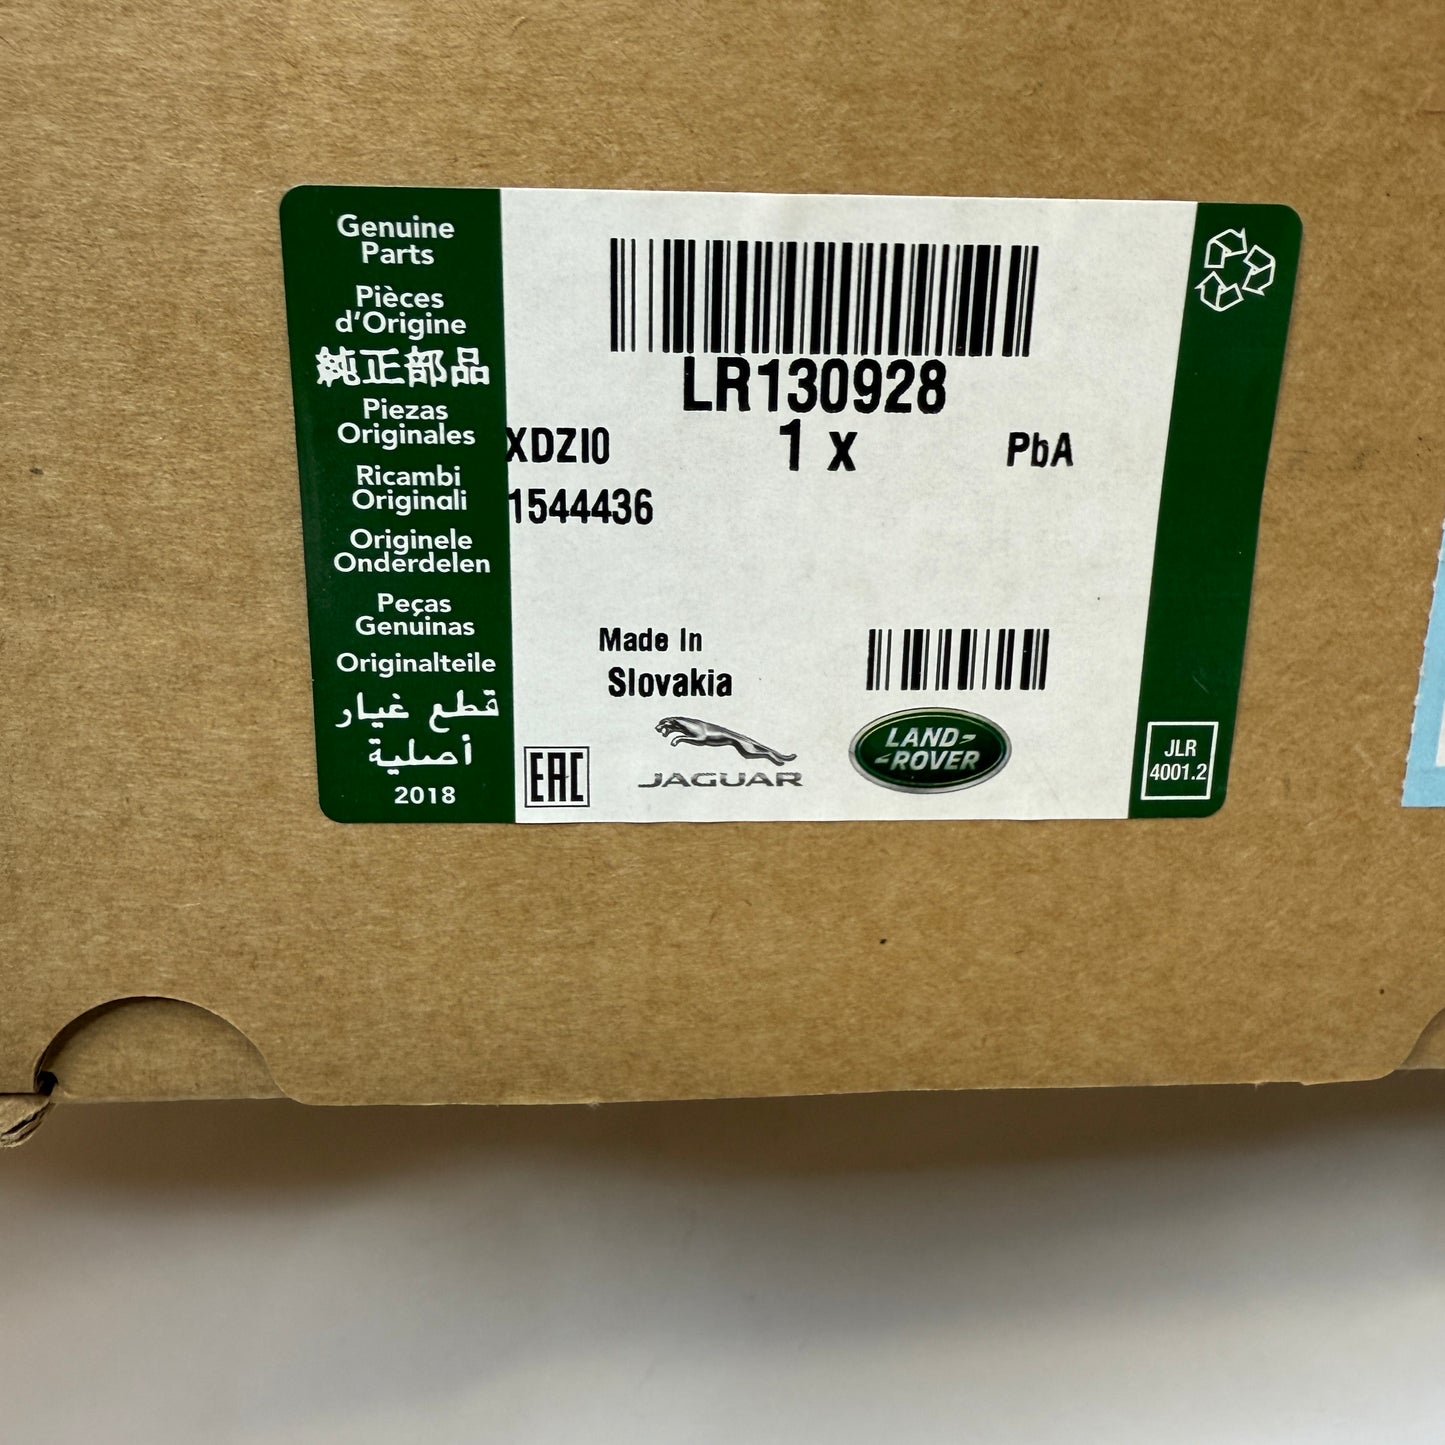 Genuine
Parts
Pièces
d'Origine
純正部品
Piezas
Originales
Ricambi
Originali
Originele
Onderdelen
Peças
Genuinas
Originalteile
قطع غيار
أصلية
2018
LR130928
XDZI0 1 x PbA
1544436
Made In
Slovakia
EAC
JAGUAR
LAND-
-ROVER
JLR
4001.2